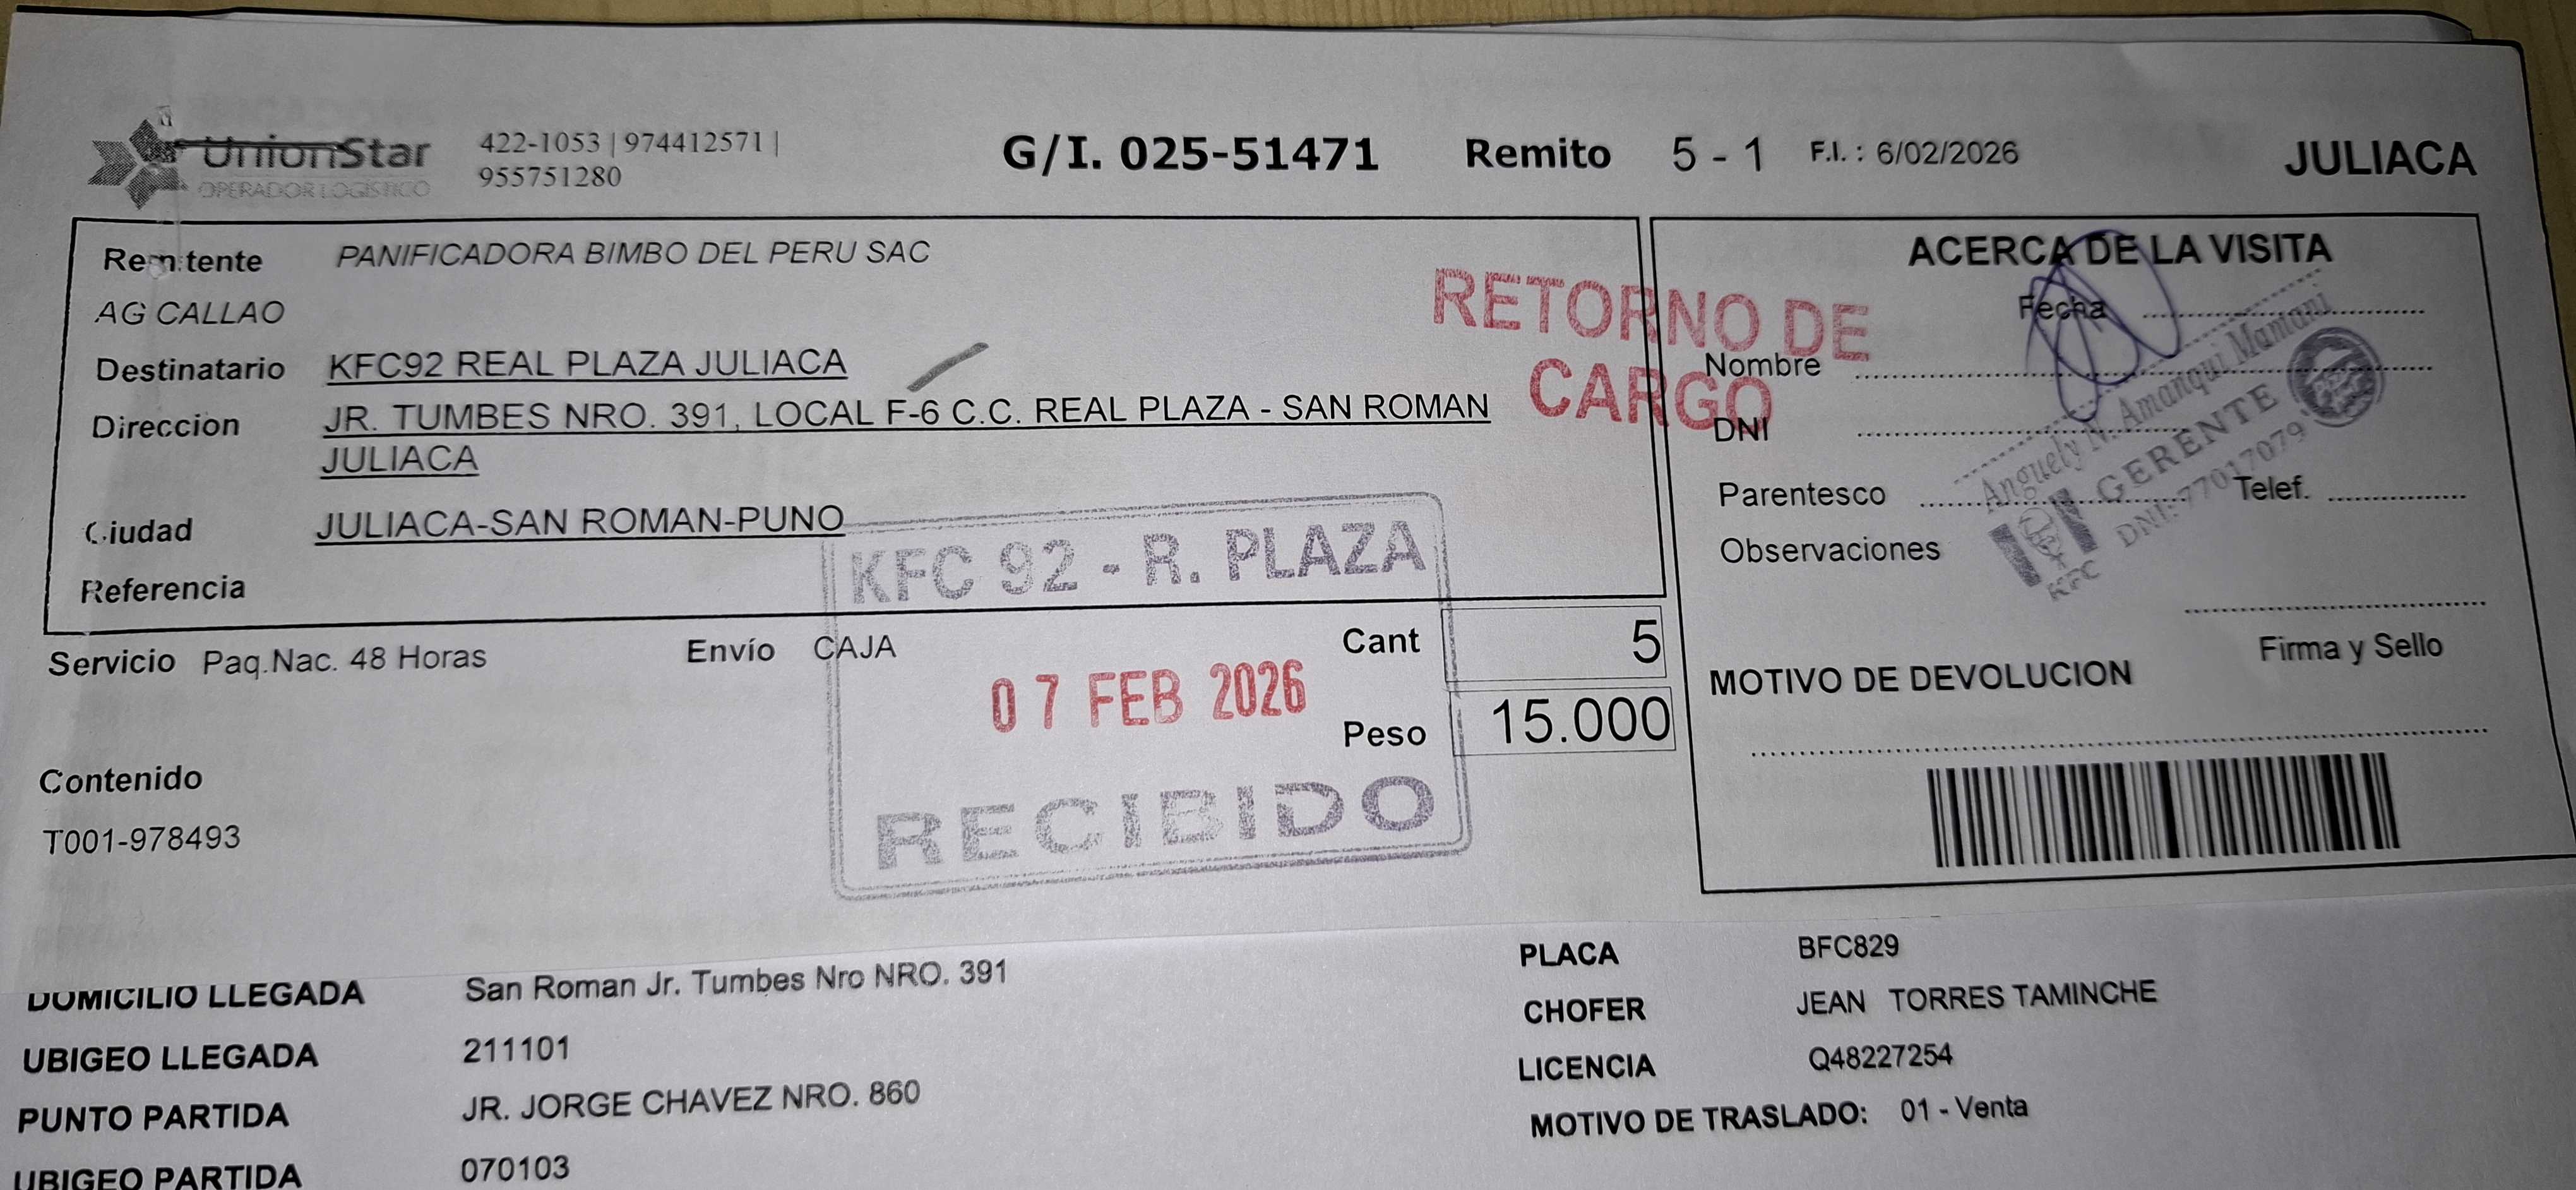 UnionStar
OPERADOR LOGISTICO
422-1053 | 974412571 |
955751280
G/I. 025-51471 Remito 5 - 1 F.I. : 6/02/2026 JULIACA
Remitente PANIFICADORA BIMBO DEL PERU SAC
AG CALLAO
Destinatario KFC92 REAL PLAZA JULIACA
Direccion JR. TUMBES NRO. 391, LOCAL F-6 C.C. REAL PLAZA - SAN ROMAN
JULIACA
Ciudad JULIACA-SAN ROMAN-PUNO
Referencia
RETORNO DE
CARGO
Servicio Paq.Nac. 48 Horas Envío CAJA
Cant 5
Peso 15.000
KFC 92 - R. PLAZA
07 FEB 2026
RECIBIDO
Contenido
T001-978493
ACERCA DE LA VISITA
Fecha
Nombre
DNI
Parentesco Telef.
Observaciones
Anguely N. Amanqui Mamani
GERENTE
DNI:77017079
KFC
Firma y Sello
MOTIVO DE DEVOLUCION
DOMICILIO LLEGADA San Roman Jr. Tumbes Nro NRO. 391
UBIGEO LLEGADA 211101
PUNTO PARTIDA JR. JORGE CHAVEZ NRO. 860
UBIGEO PARTIDA 070103
PLACA BFC829
CHOFER JEAN TORRES TAMINCHE
LICENCIA Q48227254
MOTIVO DE TRASLADO: 01 - Venta